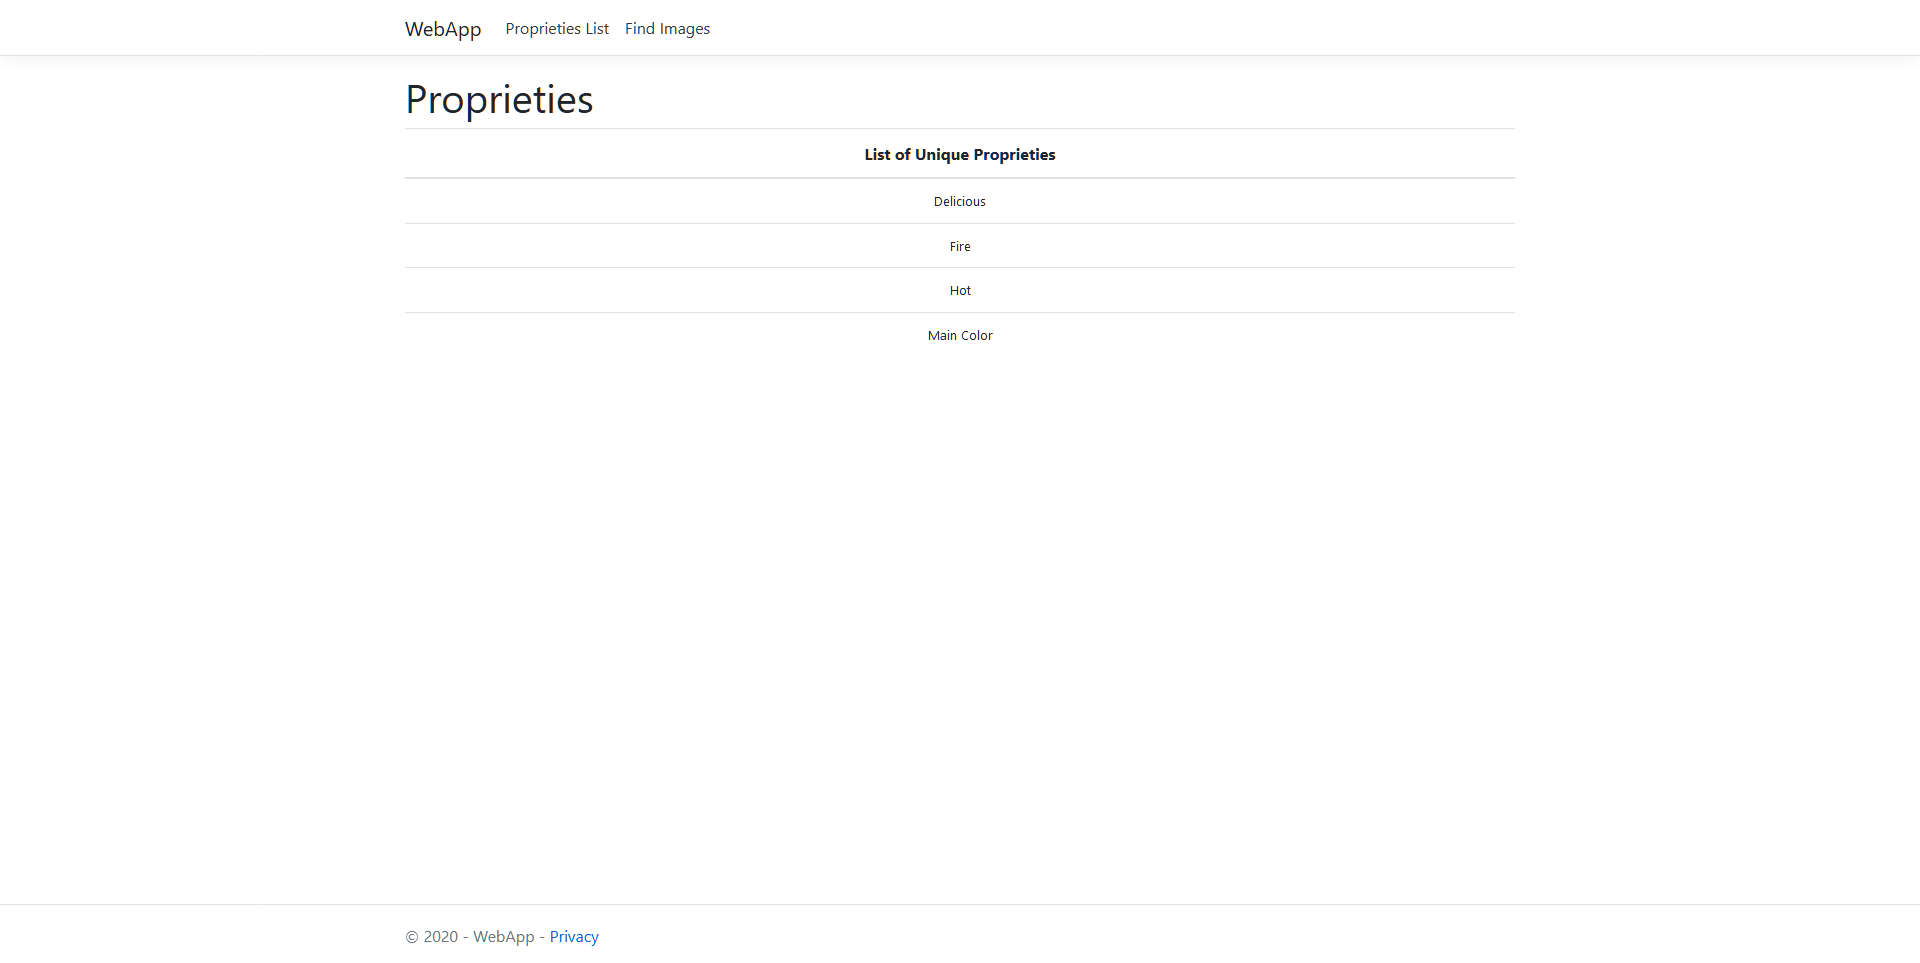 WebApp Proprieties List Find Images
Proprieties
List of Unique Proprieties
Delicious
Fire
Hot
Main Color
© 2020 - WebApp - Privacy